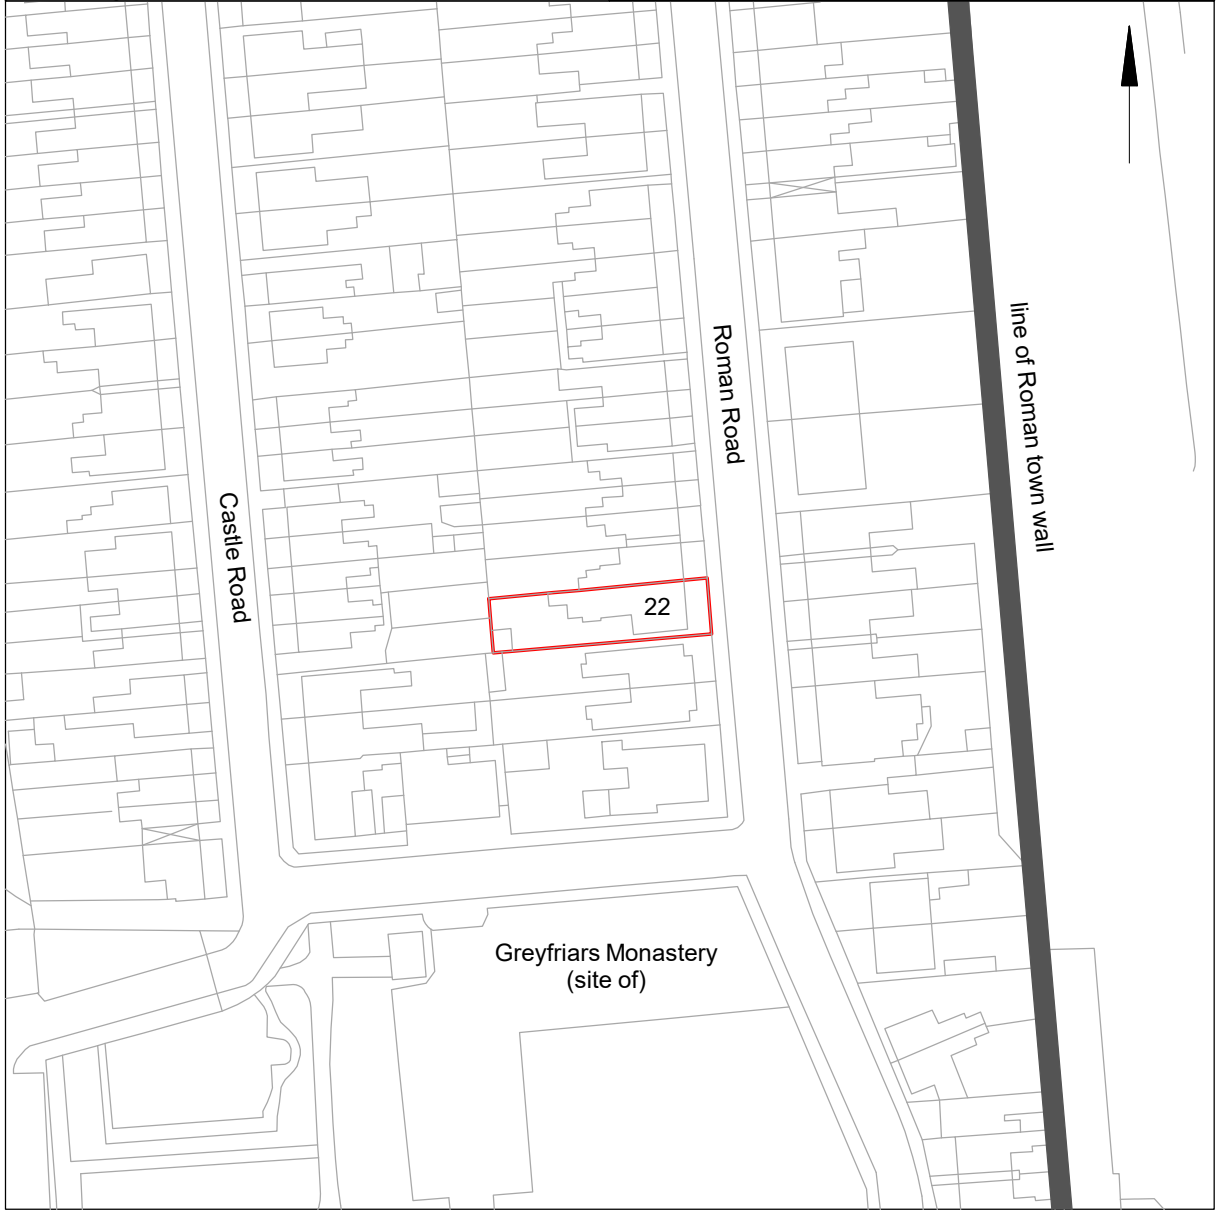 line of Roman town wall
Roman Road
Castle Road
22
Greyfriars Monastery
(site of)